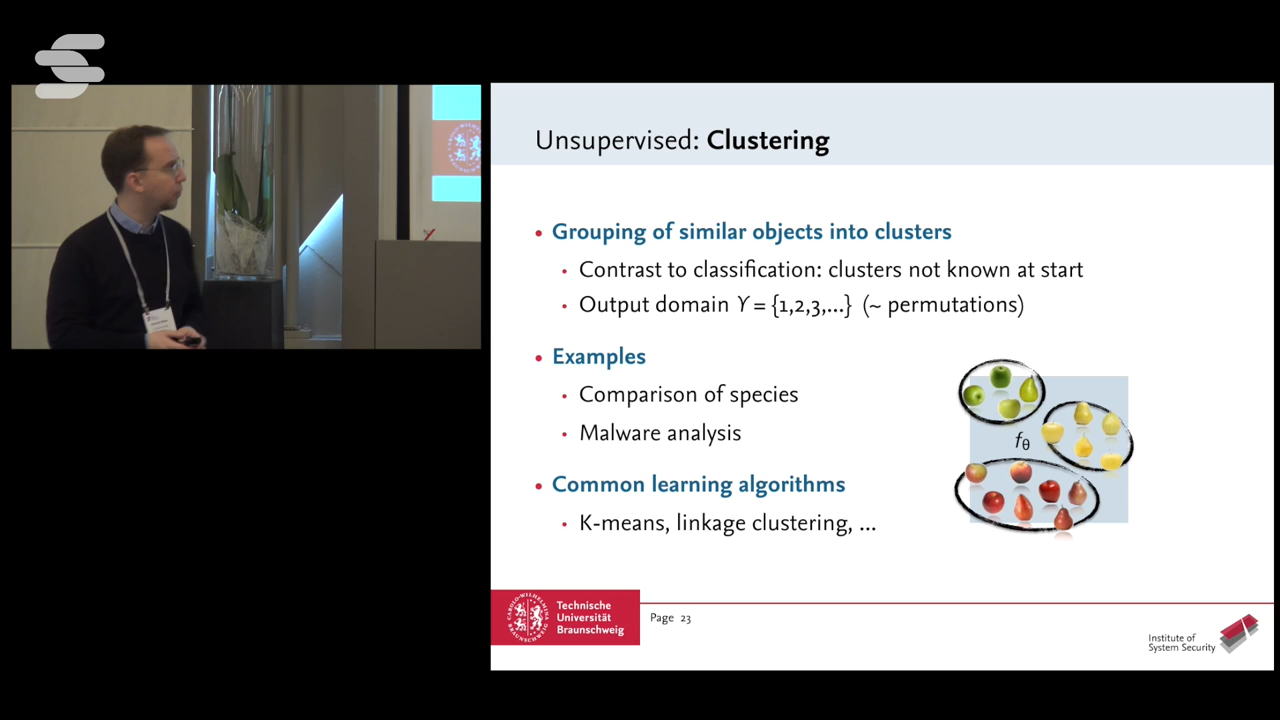 Unsupervised: Clustering
• Grouping of similar objects into clusters
• Contrast to classification: clusters not known at start
• Output domain Y = {1,2,3,...} (~ permutations)
• Examples
• Comparison of species
• Malware analysis
• Common learning algorithms
• K-means, linkage clustering, ...
fθ
Technische
Universität
Braunschweig
Page 23
Institute of
System Security